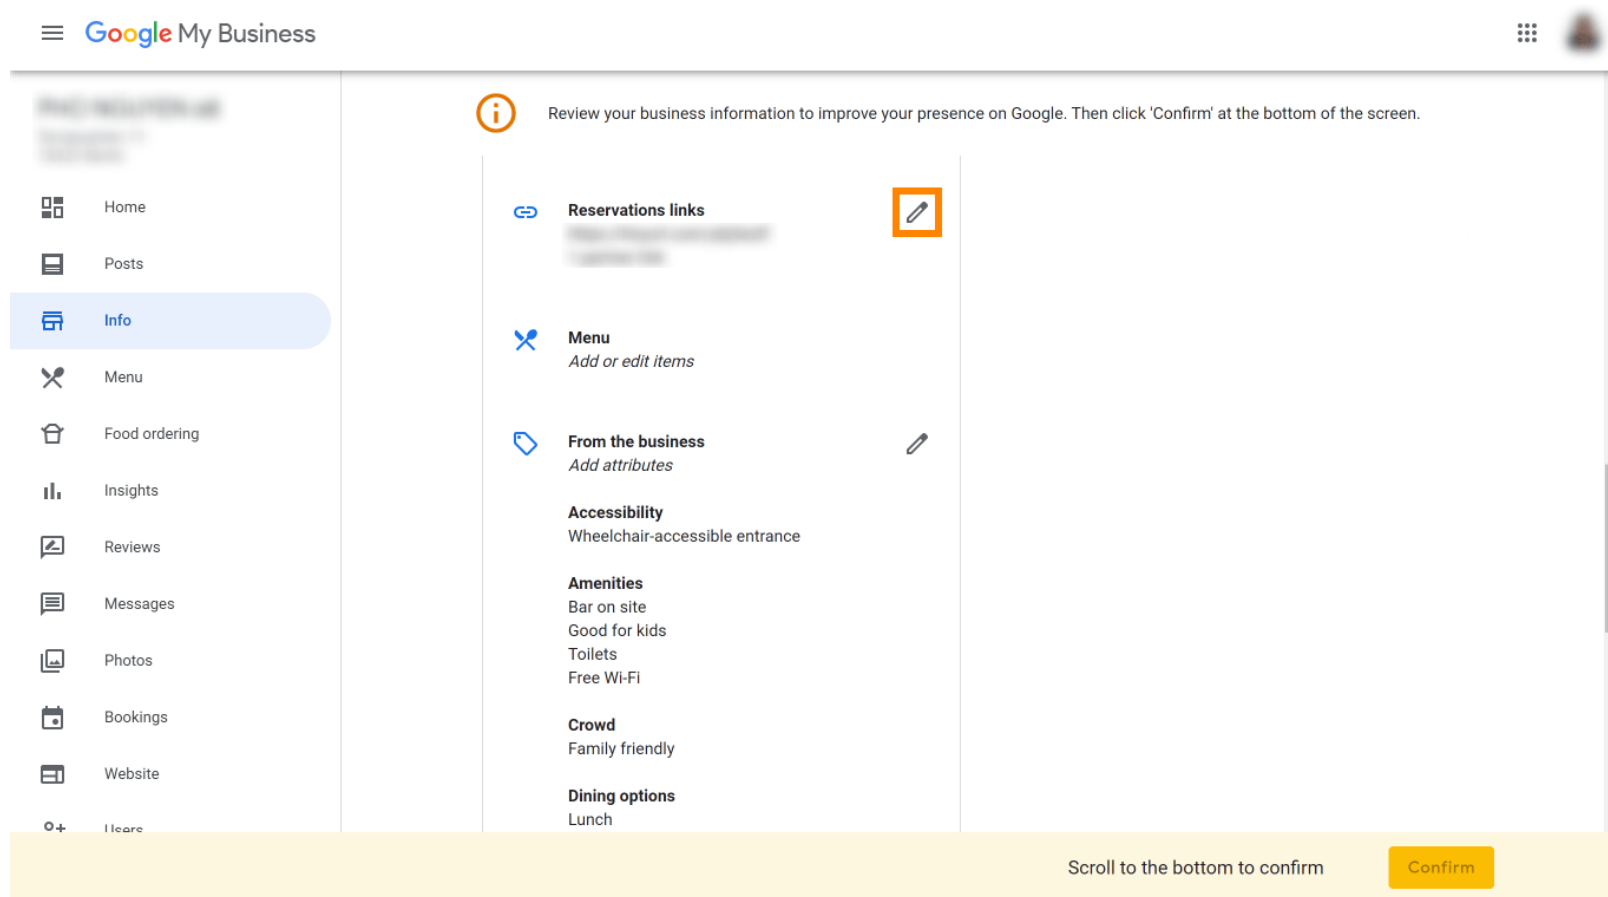 Google My Business
Review your business information to improve your presence on Google. Then click 'Confirm' at the bottom of the screen.
Home
Posts
Info
Menu
Food ordering
Insights
Reviews
Messages
Photos
Bookings
Website
Users
Reservations links
Menu
Add or edit items
From the business
Add attributes
Accessibility
Wheelchair-accessible entrance
Amenities
Bar on site
Good for kids
Toilets
Free Wi-Fi
Crowd
Family friendly
Dining options
Lunch
Scroll to the bottom to confirm
Confirm